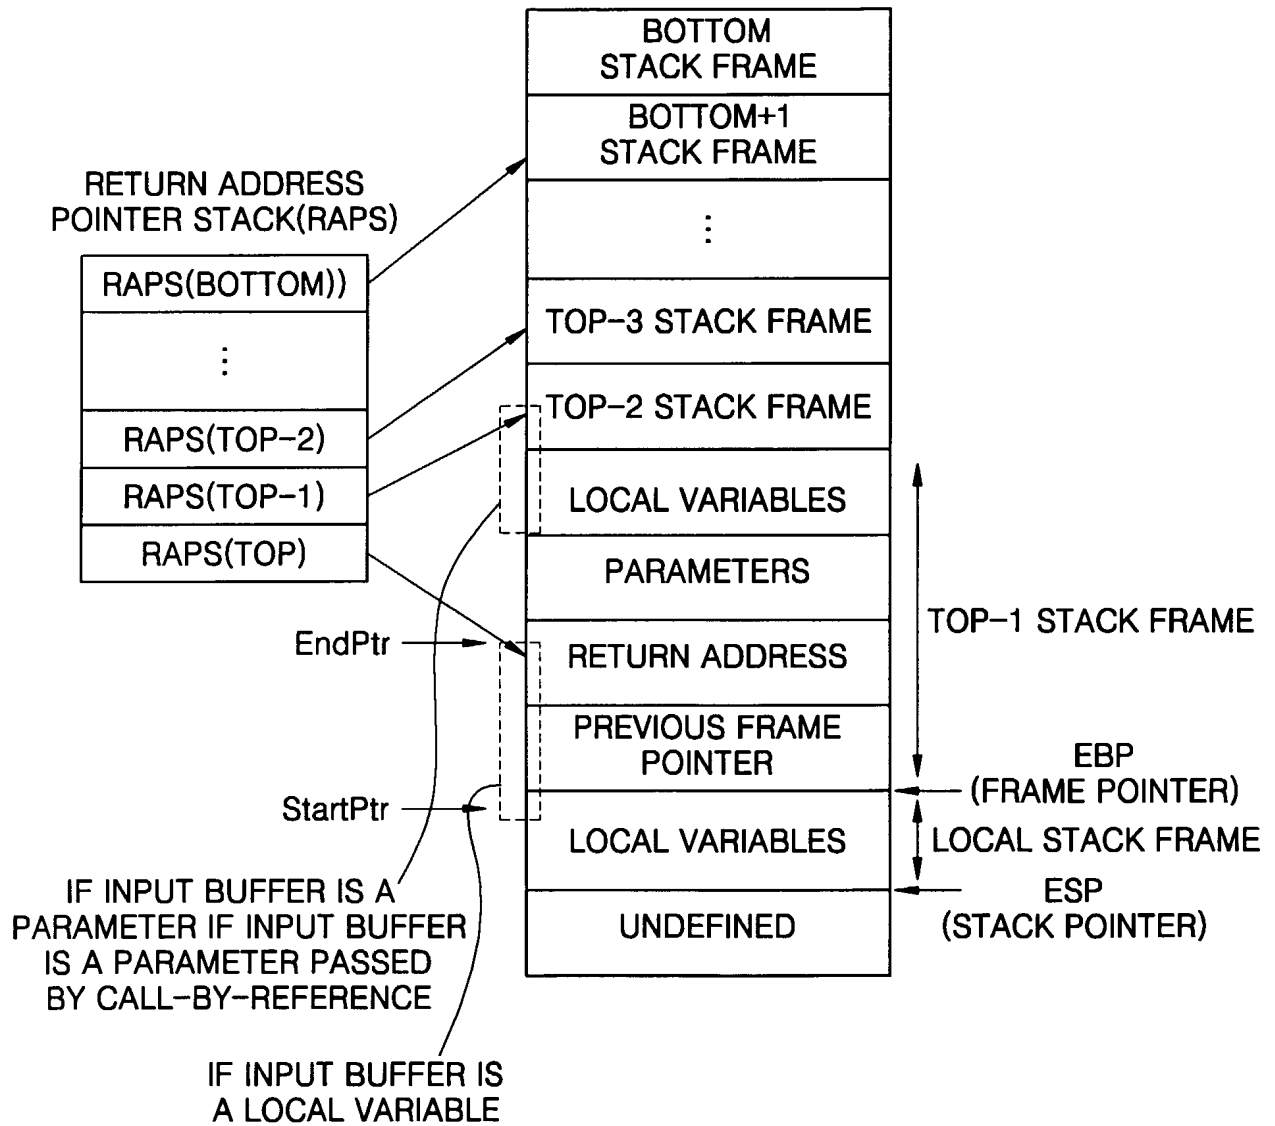 BOTTOM
STACK FRAME
BOTTOM+1
STACK FRAME
RETURN ADDRESS
POINTER STACK(RAPS)
⋮
RAPS(BOTTOM))
⋮
TOP-3 STACK FRAME
TOP-2 STACK FRAME
RAPS(TOP-2)
RAPS(TOP-1)
LOCAL VARIABLES
RAPS(TOP)
PARAMETERS
TOP-1 STACK FRAME
EndPtr
RETURN ADDRESS
PREVIOUS FRAME
POINTER
EBP
(FRAME POINTER)
StartPtr
LOCAL VARIABLES
LOCAL STACK FRAME
IF INPUT BUFFER IS A
PARAMETER IF INPUT BUFFER
IS A PARAMETER PASSED
BY CALL-BY-REFERENCE
UNDEFINED
ESP
(STACK POINTER)
IF INPUT BUFFER IS
A LOCAL VARIABLE